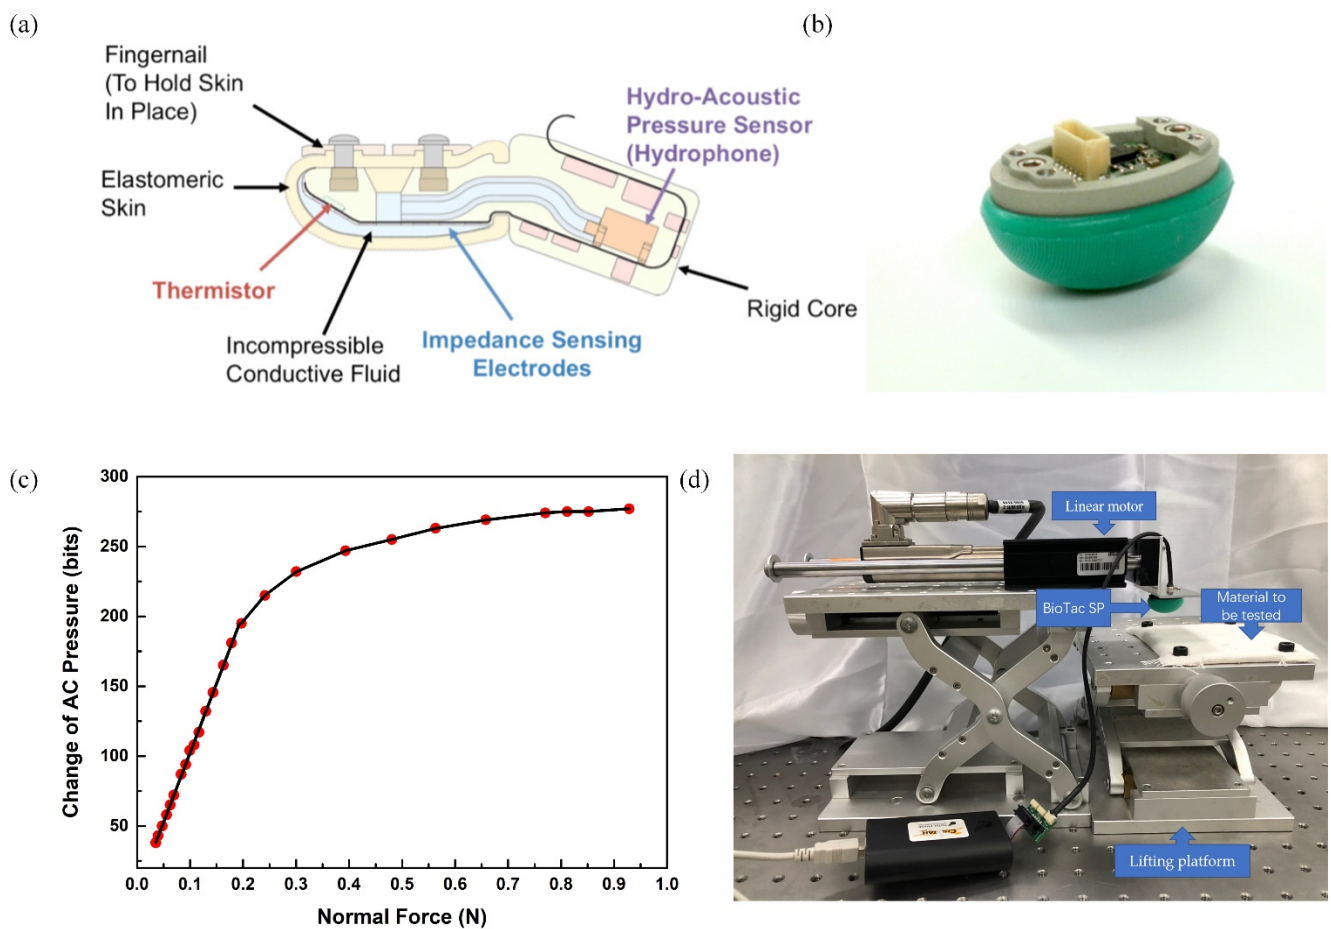 (a)
Fingernail
(To Hold Skin
In Place)
Elastomeric
Skin
Thermistor
Incompressible
Conductive Fluid
Impedance Sensing
Electrodes
Hydro-Acoustic
Pressure Sensor
(Hydrophone)
Rigid Core
(b)
(c)
Change of AC Pressure (bits)
300
250
200
150
100
50
0.0 0.1 0.2 0.3 0.4 0.5 0.6 0.7 0.8 0.9 1.0
Normal Force (N)
(d)
Linear motor
BioTac SP
Material to
be tested
Lifting platform